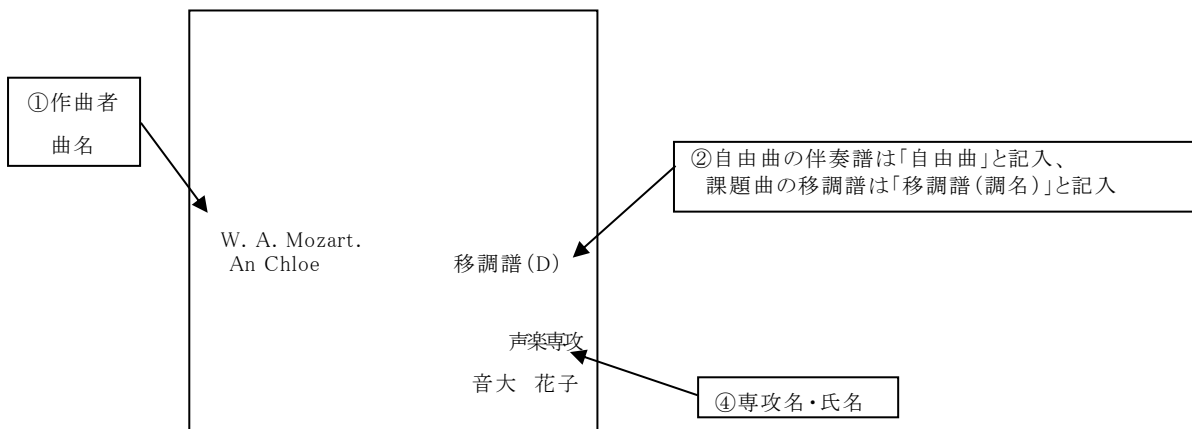 ①作曲者
曲名
②自由曲の伴奏譜は「自由曲」と記入、
課題曲の移調譜は「移調譜(調名)」と記入
W. A. Mozart.
An Chloe
移調譜(D)
声楽専攻
音大 花子
④専攻名・氏名